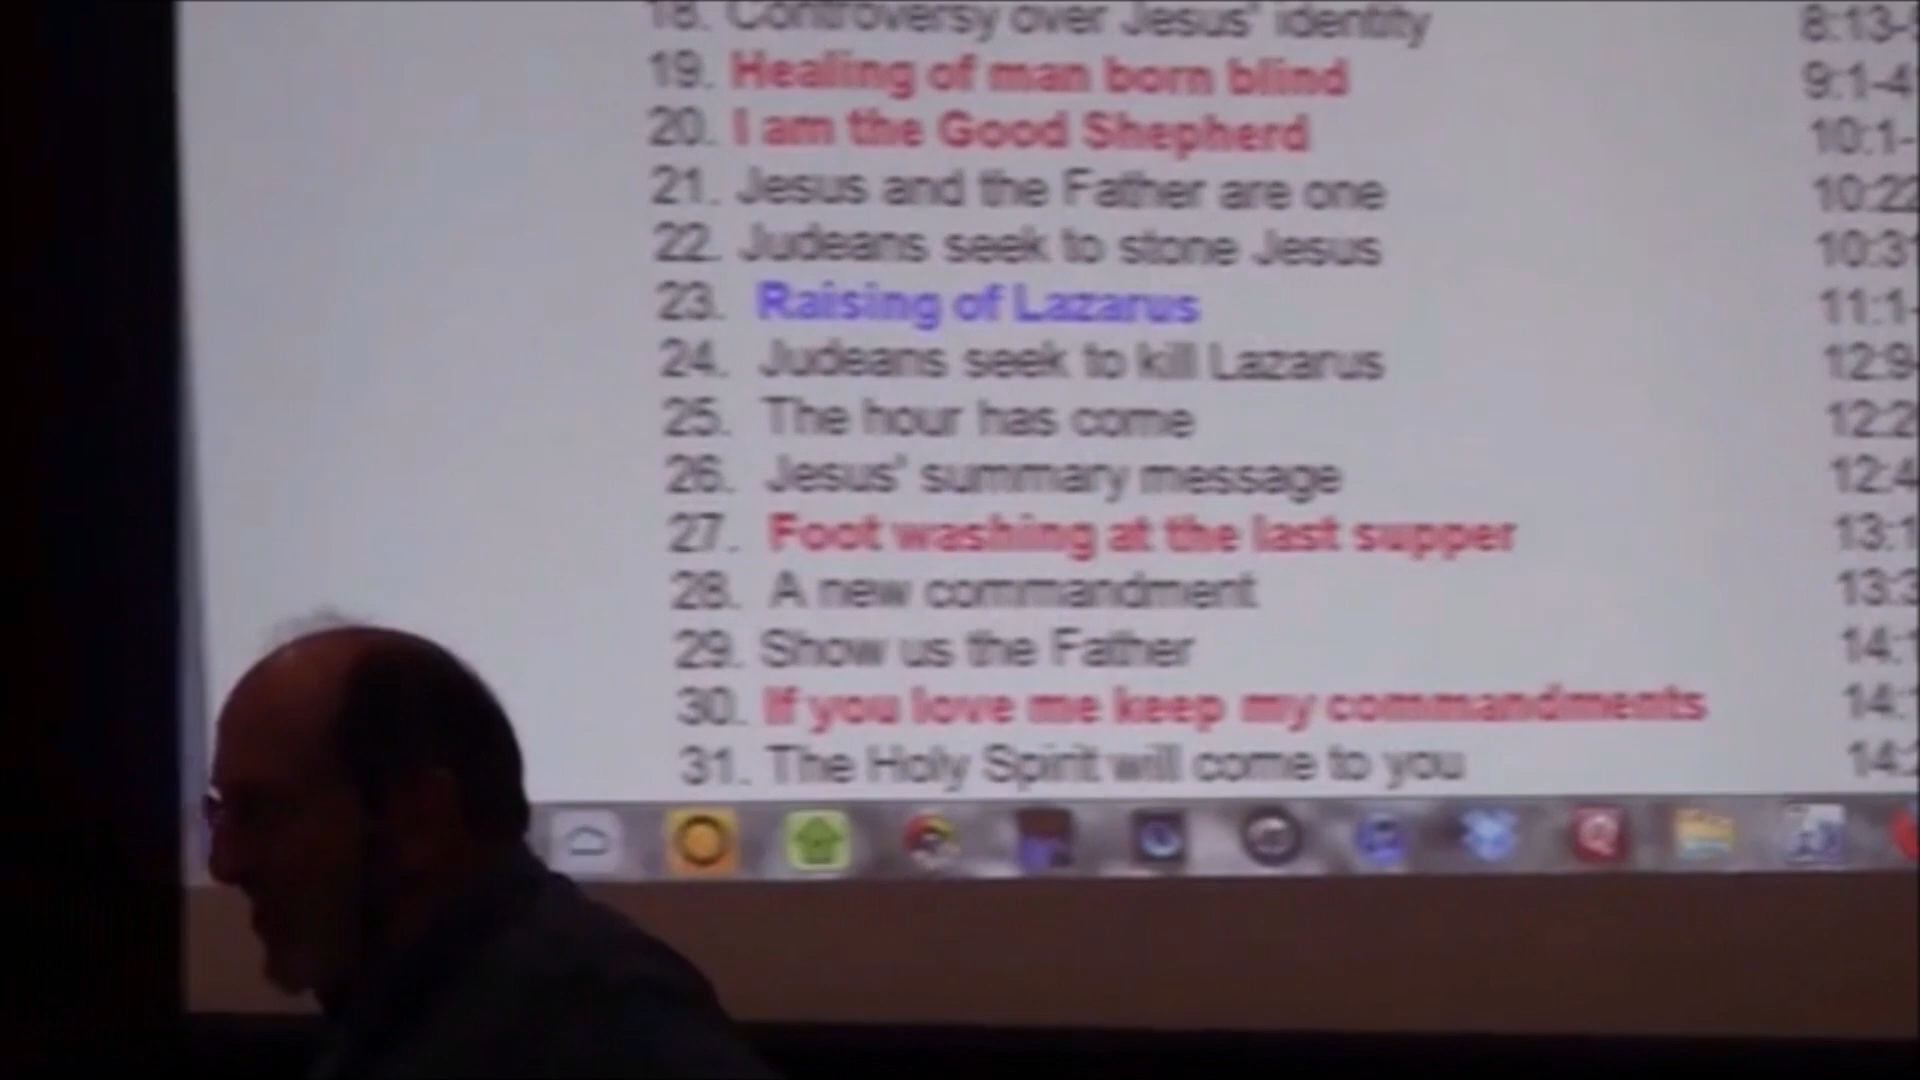 18. Controversy over Jesus' identity 8:13-
19. Healing of man born blind 9:1-4
20. I am the Good Shepherd 10:1-
21. Jesus and the Father are one 10:22
22. Judeans seek to stone Jesus 10:31
23. Raising of Lazarus 11:1-
24. Judeans seek to kill Lazarus 12:9-
25. The hour has come 12:2
26. Jesus' summary message 12:4
27. Foot washing at the last supper 13:1
28. A new commandment 13:3
29. Show us the Father 14:
30. If you love me keep my commandments 14:
31. The Holy Spirit will come to you 14: